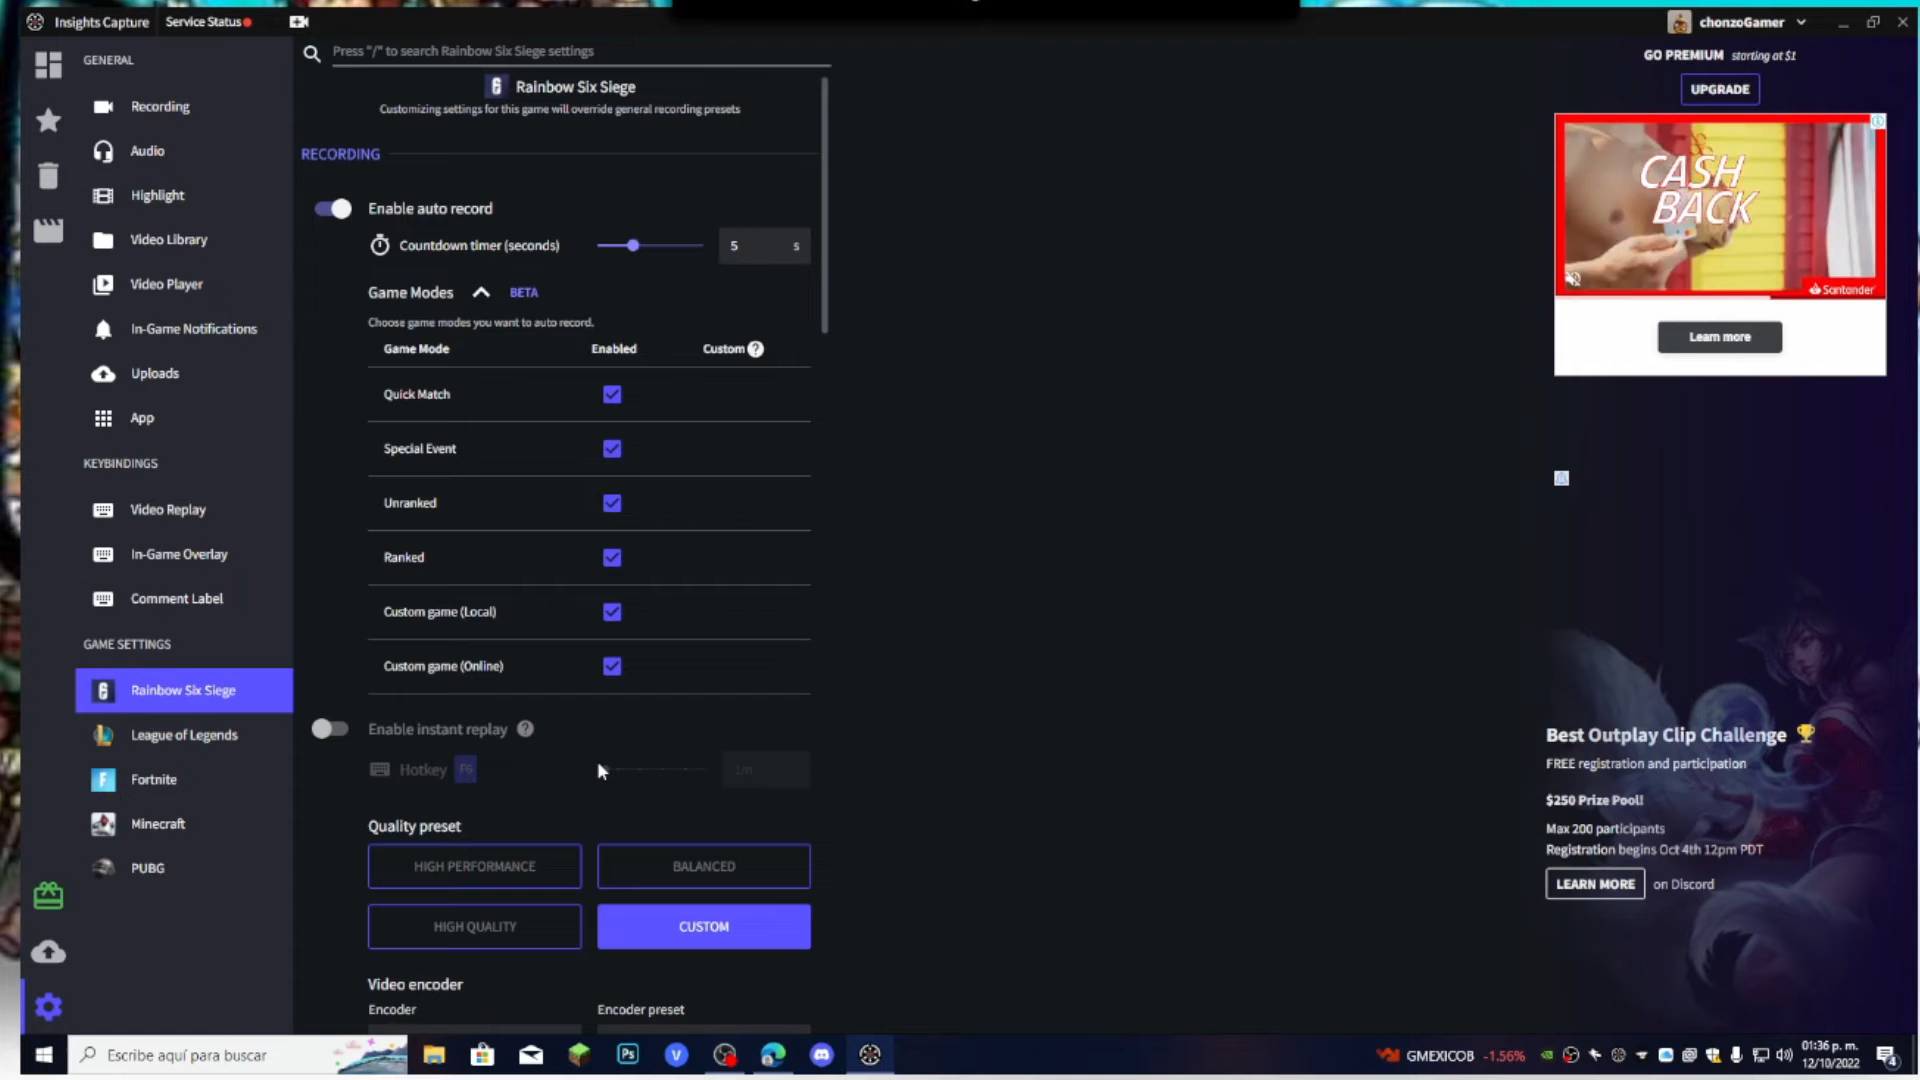 Insights Capture
Service Status
chonzoGamer
GENERAL
Recording
Audio
Highlight
Video Library
Video Player
In-Game Notifications
Uploads
App
KEYBINDINGS
Video Replay
In-Game Overlay
Comment Label
GAME SETTINGS
Rainbow Six Siege
League of Legends
Fortnite
Minecraft
PUBG
Press "/" to search Rainbow Six Siege settings
Rainbow Six Siege
Customizing settings for this game will override general recording presets
RECORDING
Enable auto record
Countdown timer (seconds) 5 s
Game Modes BETA
Choose game modes you want to auto record.
Game Mode Enabled Custom ?
Quick Match
Special Event
Unranked
Ranked
Custom game (Local)
Custom game (Online)
Enable instant replay ?
Hotkey F6 1m
Quality preset
HIGH PERFORMANCE BALANCED
HIGH QUALITY CUSTOM
Video encoder
Encoder Encoder preset
GO PREMIUM starting at $1
UPGRADE
CASH
BACK
Santander
Learn more
Best Outplay Clip Challenge
FREE registration and participation
$250 Prize Pool!
Max 200 participants
Registration begins Oct 4th 12pm PDT
LEARN MORE on Discord
Escribe aquí para buscar
Ps
V
GMEXICOB -1.56%
01:36 p. m.
12/10/2022
4